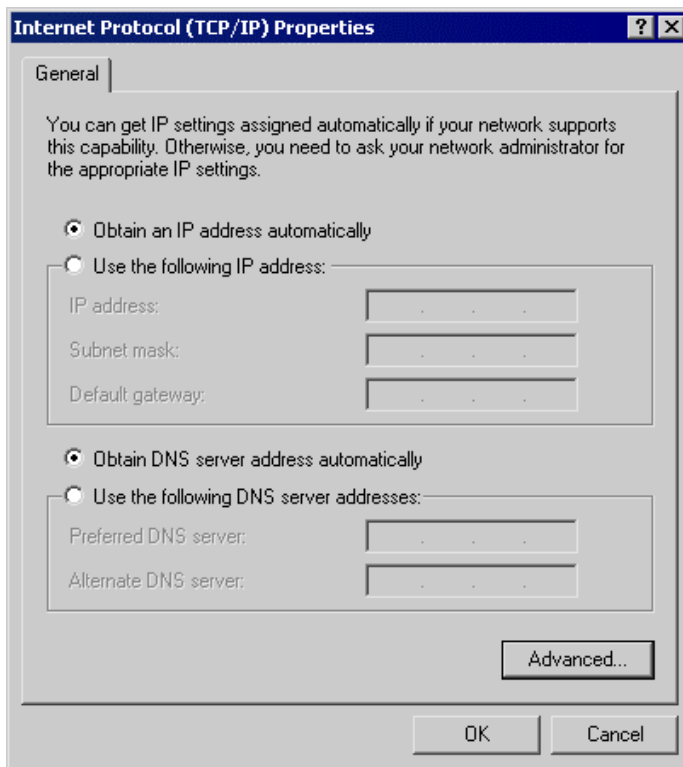 Internet Protocol (TCP/IP) Properties
General
You can get IP settings assigned automatically if your network supports
this capability. Otherwise, you need to ask your network administrator for
the appropriate IP settings.
Obtain an IP address automatically
Use the following IP address:
IP address:
Subnet mask:
Default gateway:
Obtain DNS server address automatically
Use the following DNS server addresses:
Preferred DNS server:
Alternate DNS server:
Advanced...
OK Cancel